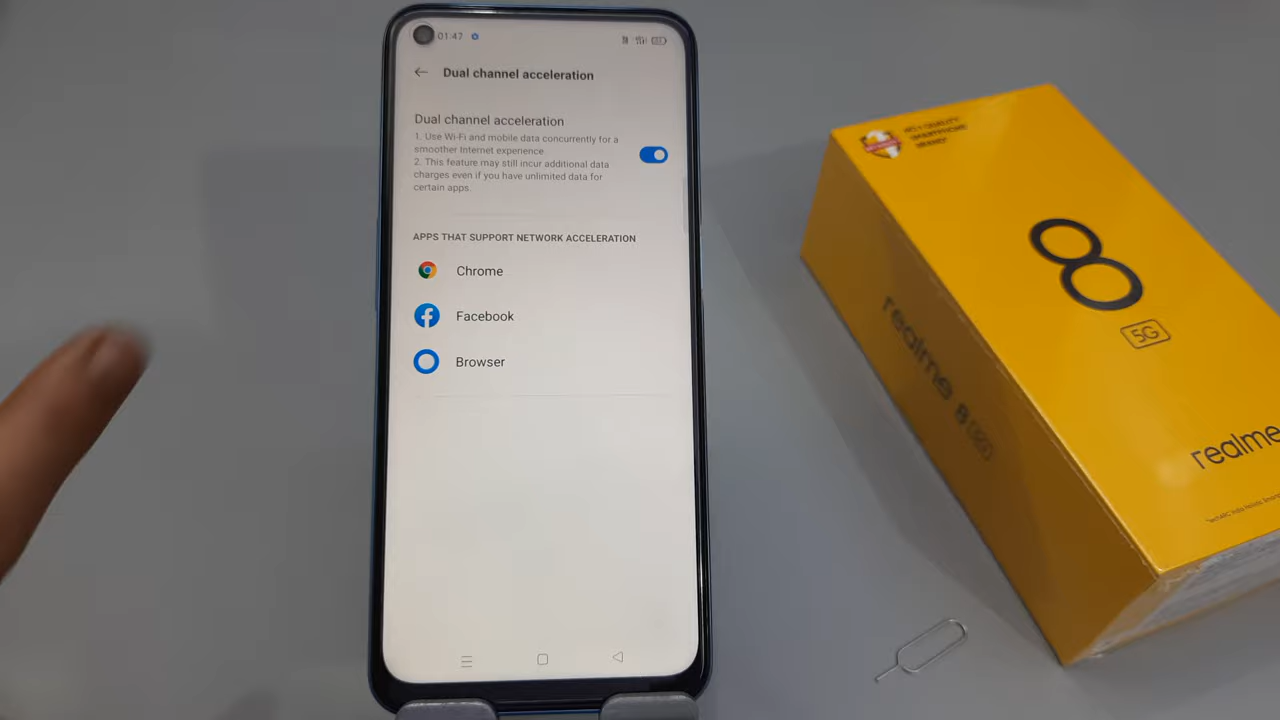 01:47
Dual channel acceleration
Dual channel acceleration
1. Use Wi-Fi and mobile data concurrently for a
smoother Internet experience.
2. This feature may still incur additional data
charges even if you have unlimited data for
certain apps.
APPS THAT SUPPORT NETWORK ACCELERATION
Chrome
Facebook
Browser
8
5G
realme
realme 8 5G